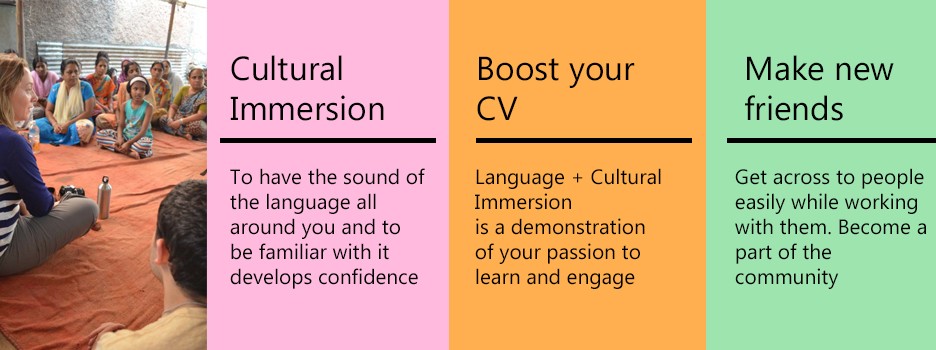 Cultural
Immersion
To have the sound of
the language all
around you and to
be familiar with it
develops confidence
Boost your
CV
Language + Cultural
Immersion
is a demonstration
of your passion to
learn and engage
Make new
friends
Get across to people
easily while working
with them. Become a
part of the
community